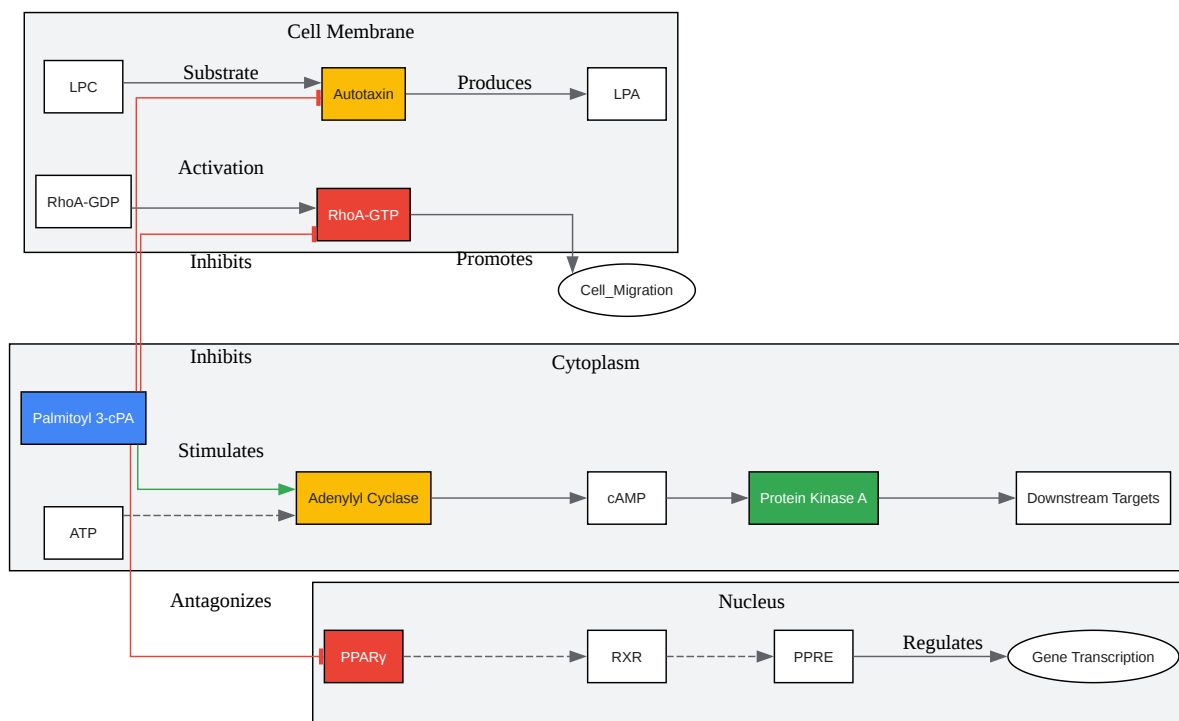 Cell Membrane
LPC
Substrate
Autotaxin
Produces
LPA
Activation
RhoA-GDP
RhoA-GTP
Inhibits
Promotes
Cell_Migration
Inhibits
Cytoplasm
Palmitoyl 3-cPA
Stimulates
Adenylyl Cyclase
cAMP
Protein Kinase A
Downstream Targets
ATP
Antagonizes
Nucleus
PPARγ
RXR
PPRE
Regulates
Gene Transcription